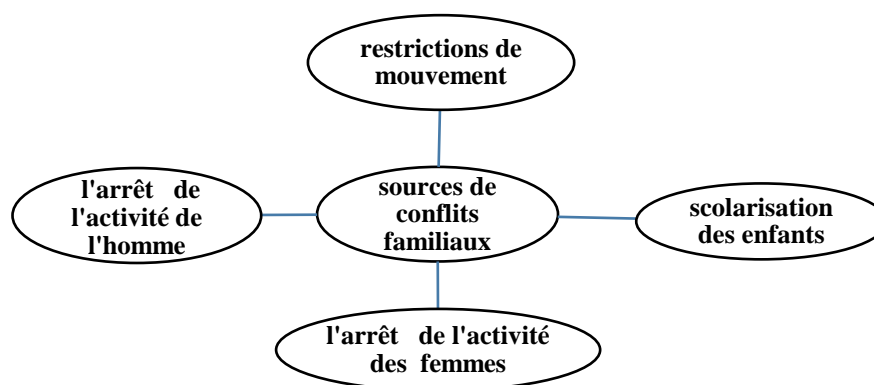 restrictions de
mouvement
l'arrêt de
l'activité de
l'homme
sources de
conflits
familiaux
scolarisation
des enfants
l'arrêt de l'activité
des femmes